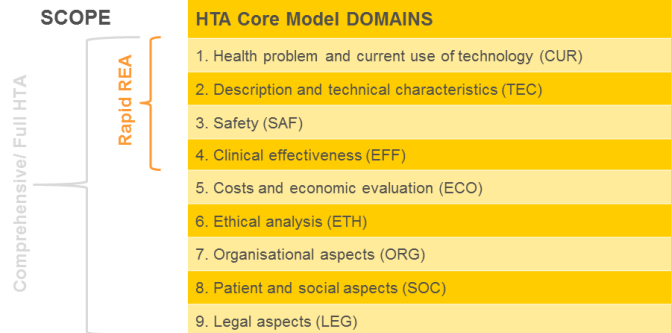 SCOPE
HTA Core Model DOMAINS
Comprehensive/ Full HTA
Rapid REA
1. Health problem and current use of technology (CUR)
2. Description and technical characteristics (TEC)
3. Safety (SAF)
4. Clinical effectiveness (EFF)
5. Costs and economic evaluation (ECO)
6. Ethical analysis (ETH)
7. Organisational aspects (ORG)
8. Patient and social aspects (SOC)
9. Legal aspects (LEG)